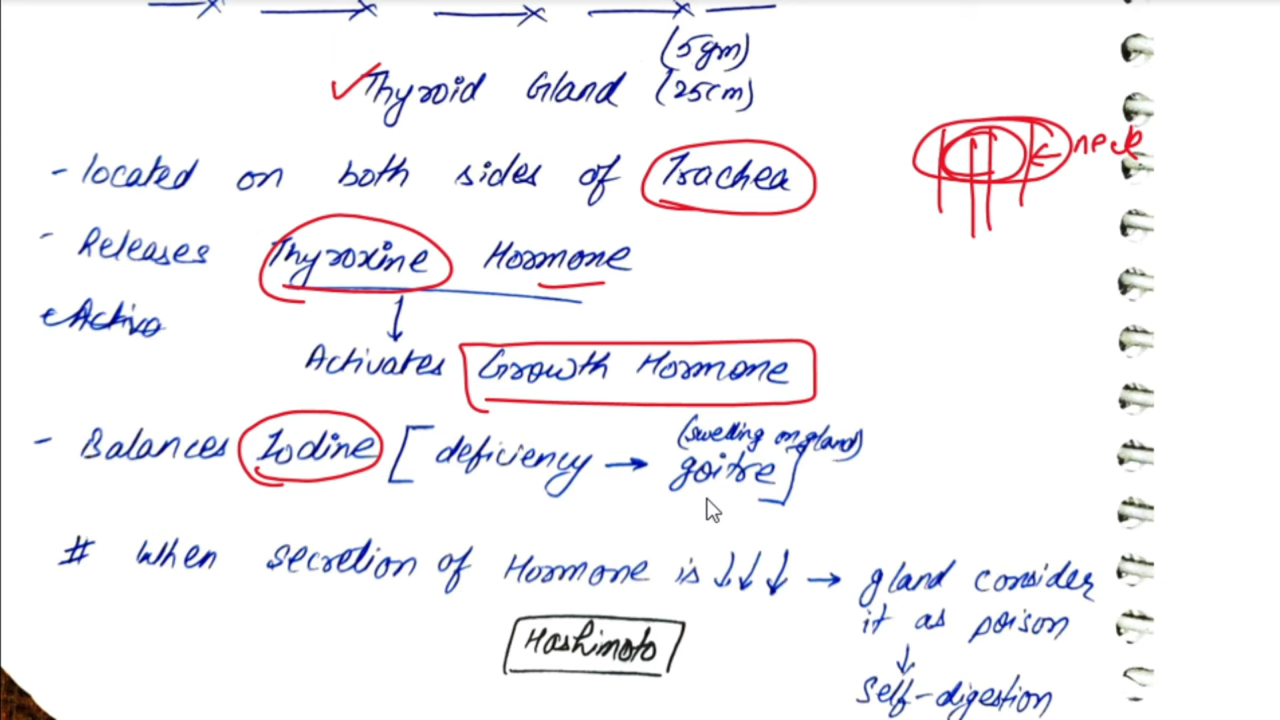 (5gm)
✓Thyroid Gland (25cm)
- located on both sides of Trachea
neck
- Releases Thyroxine Hormone
Activates Growth Hormone
- Balances Iodine [deficiency → goitre]
(swelling on gland)
# When secretion of Hormone is ↓↓↓ → gland consider
it as poison
↓
Self-digestion
Hashimoto